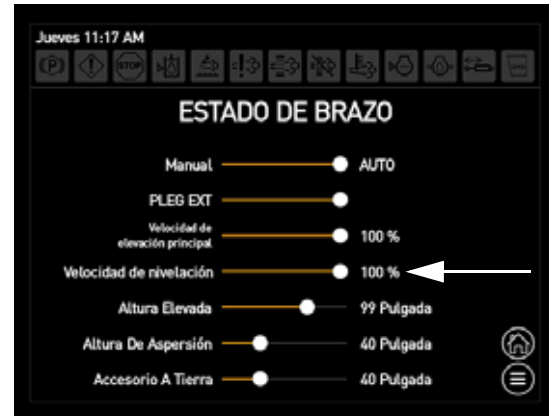 Jueves 11:17 AM
STOP
ESTADO DE BRAZO
Manual AUTO
PLEG EXT
Velocidad de
elevación principal 100 %
Velocidad de nivelación 100 %
Altura Elevada 99 Pulgada
Altura De Aspersión 40 Pulgada
Accesorio A Tierra 40 Pulgada